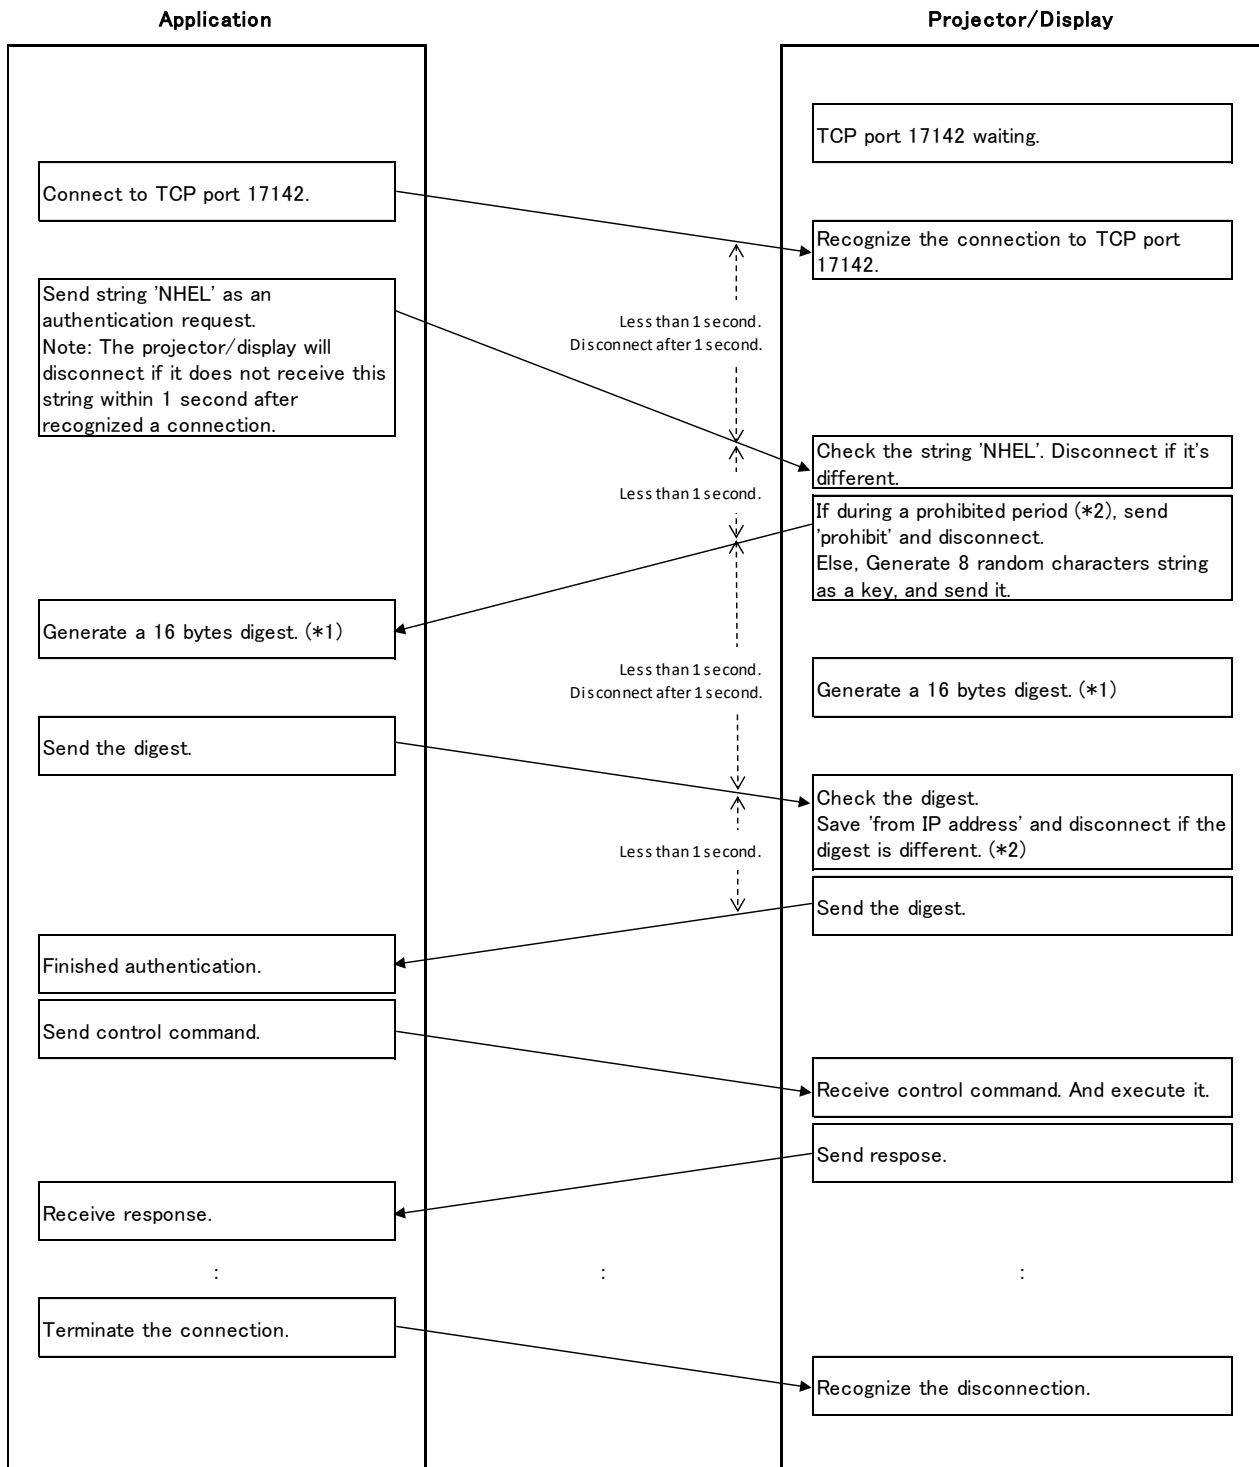 Application
Projector/Display
TCP port 17142 waiting.
Connect to TCP port 17142.
Recognize the connection to TCP port
17142.
Send string 'NHEL' as an
authentication request.
Note: The projector/display will
disconnect if it does not receive this
string within 1 second after
recognized a connection.
Less than 1 second.
Disconnect after 1 second.
Check the string 'NHEL'. Disconnect if it's
different.
Less than 1 second.
If during a prohibited period (*2), send
'prohibit' and disconnect.
Else, Generate 8 random characters string
as a key, and send it.
Generate a 16 bytes digest. (*1)
Less than 1 second.
Disconnect after 1 second.
Generate a 16 bytes digest. (*1)
Send the digest.
Check the digest.
Save 'from IP address' and disconnect if the
digest is different. (*2)
Less than 1 second.
Send the digest.
Finished authentication.
Send control command.
Receive control command. And execute it.
Send respose.
Receive response.
: : :
Terminate the connection.
Recognize the disconnection.